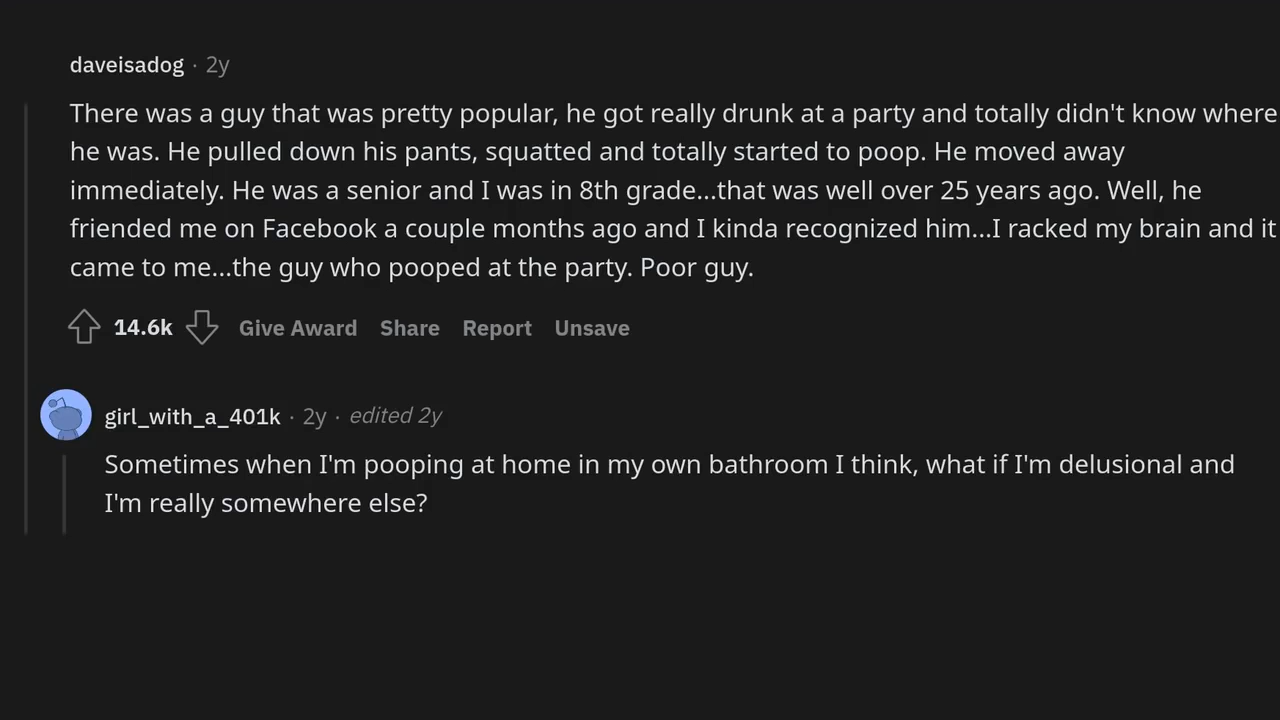 daveisadog · 2y
There was a guy that was pretty popular, he got really drunk at a party and totally didn't know where
he was. He pulled down his pants, squatted and totally started to poop. He moved away
immediately. He was a senior and I was in 8th grade...that was well over 25 years ago. Well, he
friended me on Facebook a couple months ago and I kinda recognized him...I racked my brain and it
came to me...the guy who pooped at the party. Poor guy.
14.6k Give Award Share Report Unsave
girl_with_a_401k · 2y · edited 2y
Sometimes when I'm pooping at home in my own bathroom I think, what if I'm delusional and
I'm really somewhere else?